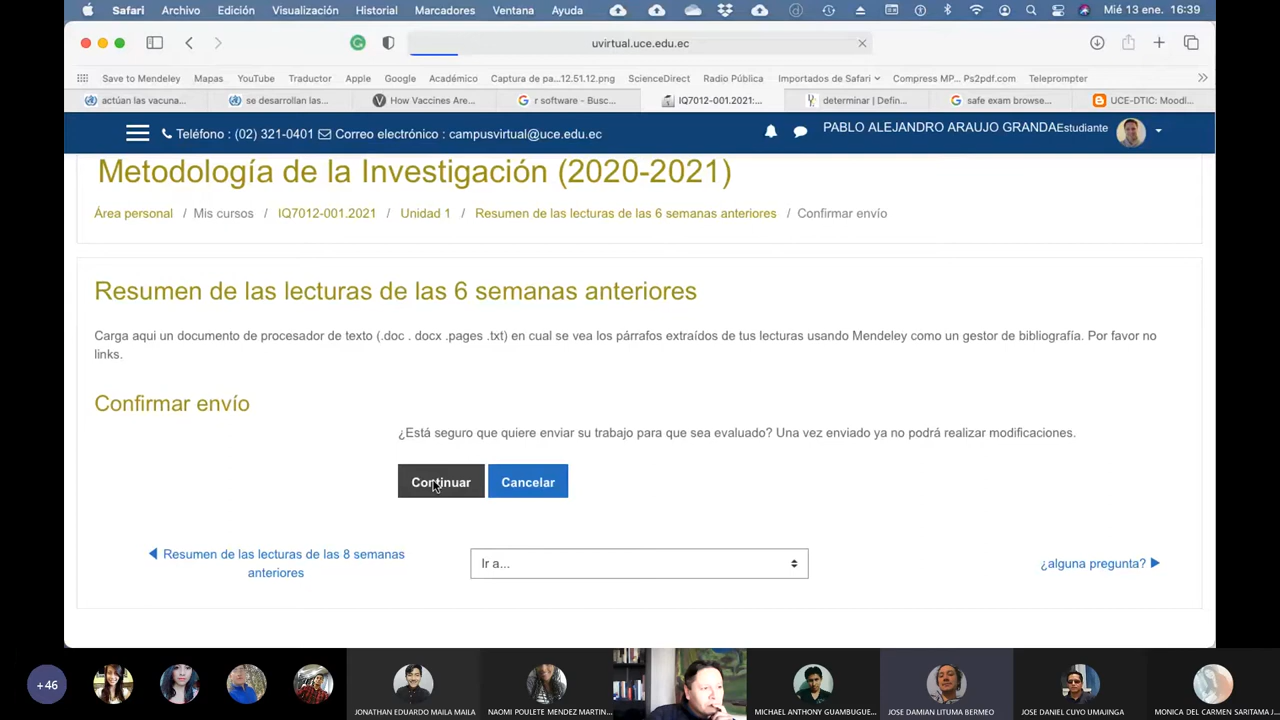 Safari Archivo Edición Visualización Historial Marcadores Ventana Ayuda Mié 13 ene. 16:39
uvirtual.uce.edu.ec
Save to Mendeley Mapas YouTube Traductor Apple Google Académico Captura de pa...12.51.12.png ScienceDirect Radio Pública Importados de Safari Compress MP... Ps2pdf.com Teleprompter
actúan las vacuna... se desarrollan las... How Vaccines Are... r software - Busc... IQ7012-001.2021:... determinar | Defin... safe exam browse... UCE-DTIC: Moodl...
Teléfono : (02) 321-0401 Correo electrónico : campusvirtual@uce.edu.ec PABLO ALEJANDRO ARAUJO GRANDAEstudiante
Metodología de la Investigación (2020-2021)
Área personal / Mis cursos / IQ7012-001.2021 / Unidad 1 / Resumen de las lecturas de las 6 semanas anteriores / Confirmar envío
Resumen de las lecturas de las 6 semanas anteriores
Carga aqui un documento de procesador de texto (.doc . docx .pages .txt) en cual se vea los párrafos extraídos de tus lecturas usando Mendeley como un gestor de bibliografía. Por favor no
links.
Confirmar envío
¿Está seguro que quiere enviar su trabajo para que sea evaluado? Una vez enviado ya no podrá realizar modificaciones.
Continuar Cancelar
Resumen de las lecturas de las 8 semanas
anteriores
Ir a...
¿alguna pregunta?
+46
JONATHAN EDUARDO MAILA MAILA NAOMI POULETE MENDEZ MARTIN... MICHAEL ANTHONY GUAMBUGUE... JOSE DAMIAN LITUMA BERMEO JOSE DANIEL CUYO UMAJINGA MONICA DEL CARMEN SARITAMA J...